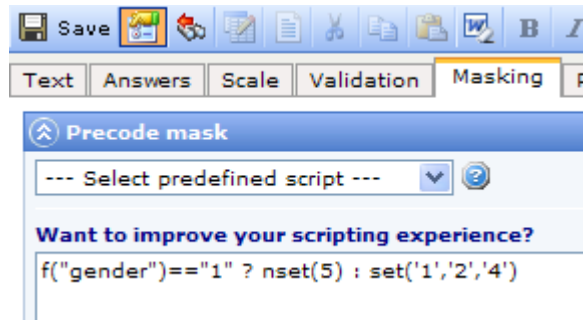 Save B I
Text Answers Scale Validation Masking
Precode mask
--- Select predefined script ---
Want to improve your scripting experience?
f("gender")=="1" ? nset(5) : set('1','2','4')